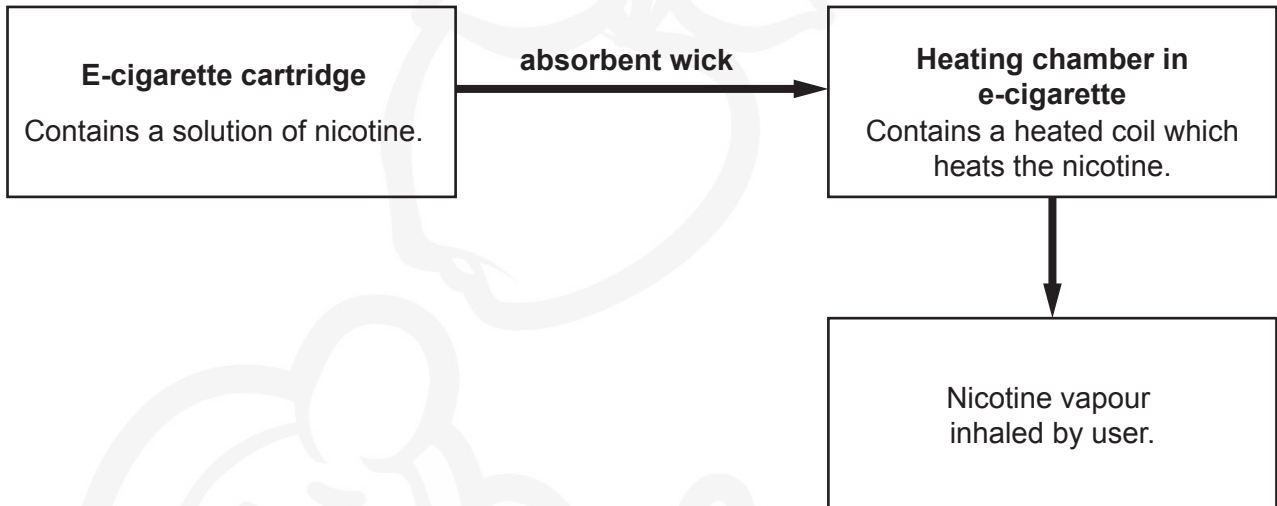 E-cigarette cartridge
Contains a solution of nicotine.
absorbent wick
Heating chamber in
e-cigarette
Contains a heated coil which
heats the nicotine.
Nicotine vapour
inhaled by user.